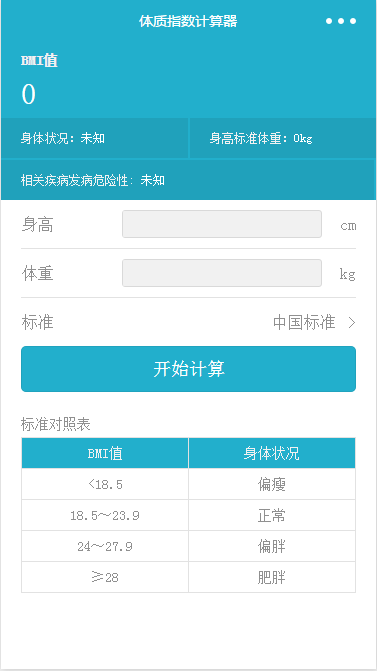 体质指数计算器
BMI值
0
身体状况：未知 身高标准体重：0kg
相关疾病发病危险性：未知
身高 cm
体重 kg
标准 中国标准
开始计算
标准对照表
BMI值 身体状况
<18.5 偏瘦
18.5～23.9 正常
24～27.9 偏胖
≥28 肥胖